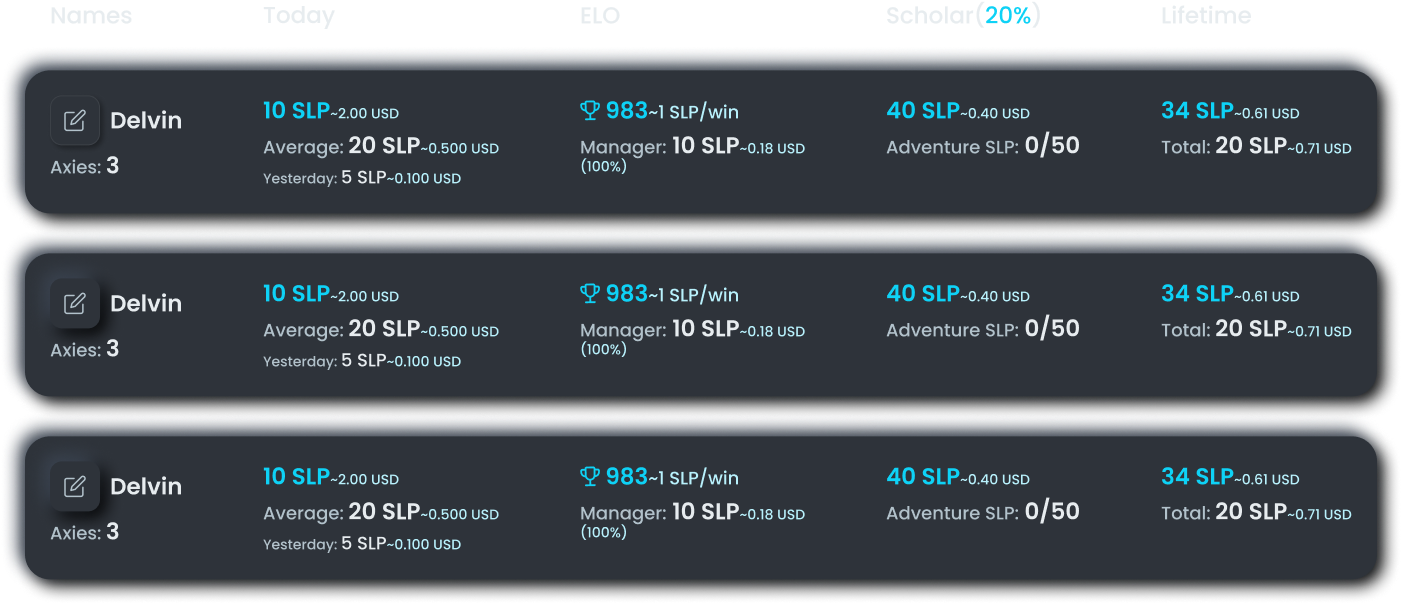 Names Today ELO Scholar(20%) Lifetime
Delvin 10 SLP~2.00 USD 983~1 SLP/win 40 SLP~0.40 USD 34 SLP~0.61 USD
Axies: 3 Average: 20 SLP~0.500 USD Manager: 10 SLP~0.18 USD Adventure SLP: 0/50 Total: 20 SLP~0.71 USD
Yesterday: 5 SLP~0.100 USD (100%)
Delvin 10 SLP~2.00 USD 983~1 SLP/win 40 SLP~0.40 USD 34 SLP~0.61 USD
Axies: 3 Average: 20 SLP~0.500 USD Manager: 10 SLP~0.18 USD Adventure SLP: 0/50 Total: 20 SLP~0.71 USD
Yesterday: 5 SLP~0.100 USD (100%)
Delvin 10 SLP~2.00 USD 983~1 SLP/win 40 SLP~0.40 USD 34 SLP~0.61 USD
Axies: 3 Average: 20 SLP~0.500 USD Manager: 10 SLP~0.18 USD Adventure SLP: 0/50 Total: 20 SLP~0.71 USD
Yesterday: 5 SLP~0.100 USD (100%)